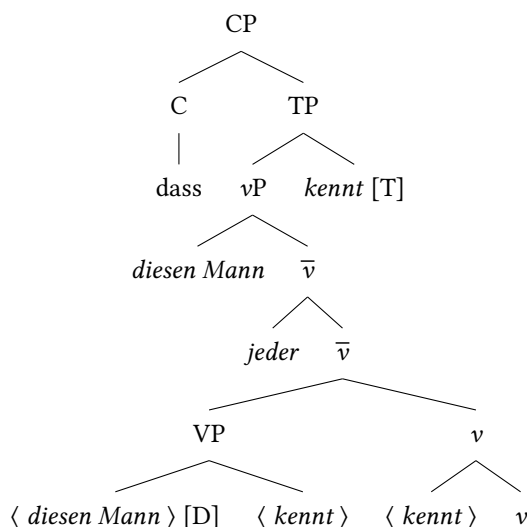 CP
C TP
dass vP kennt [T]
diesen Mann v̅
jeder v̅
VP v
⟨ diesen Mann ⟩ [D] ⟨ kennt ⟩ ⟨ kennt ⟩ v